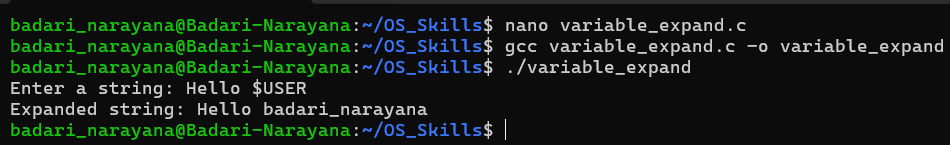 badari_narayana@Badari-Narayana:~/OS_Skills$ nano variable_expand.c
badari_narayana@Badari-Narayana:~/OS_Skills$ gcc variable_expand.c -o variable_expand
badari_narayana@Badari-Narayana:~/OS_Skills$ ./variable_expand
Enter a string: Hello $USER
Expanded string: Hello badari_narayana
badari_narayana@Badari-Narayana:~/OS_Skills$